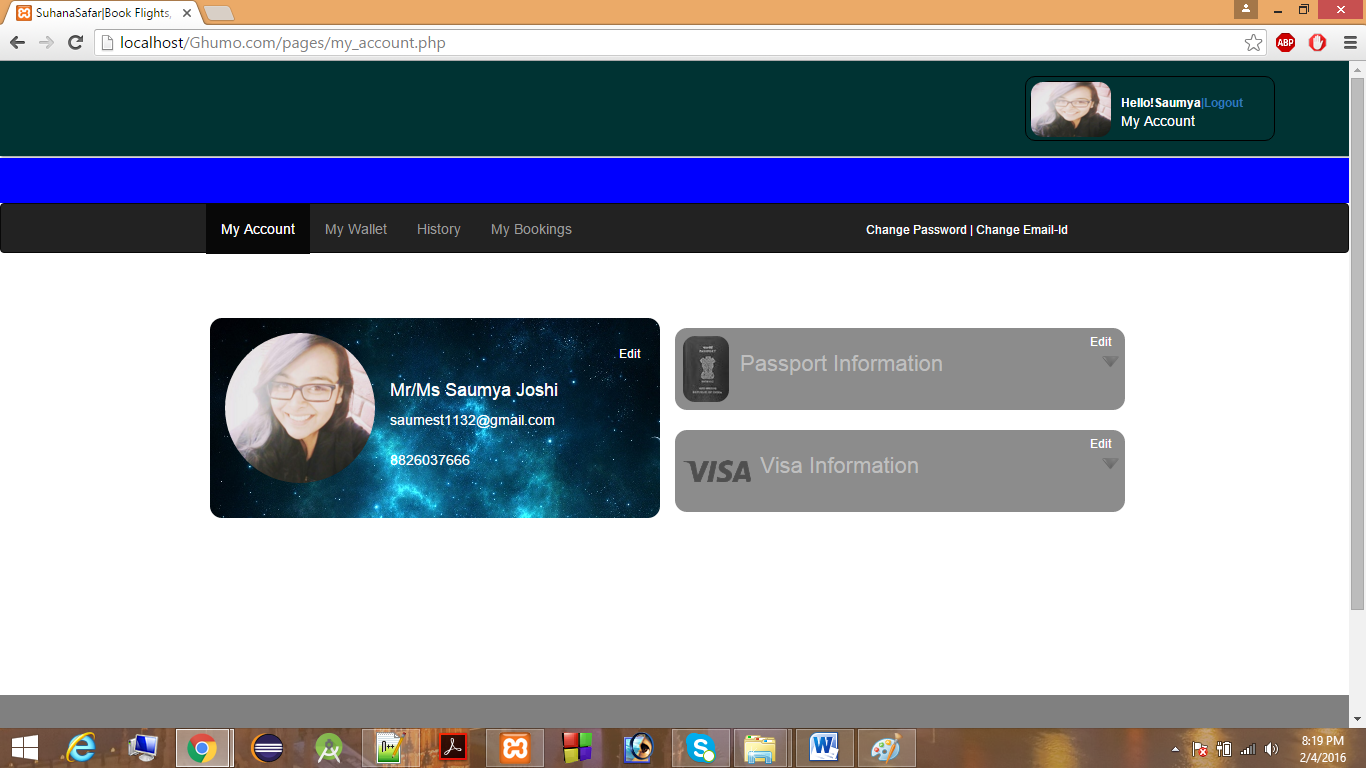 SuhanaSafar|Book Flights,
localhost/Ghumo.com/pages/my_account.php
ABP
Hello!Saumya|Logout
My Account
My Account
My Wallet
History
My Bookings
Change Password | Change Email-Id
Edit
Mr/Ms Saumya Joshi
saumest1132@gmail.com
8826037666
Edit
Passport Information
Edit
VISA Visa Information
8:19 PM
2/4/2016